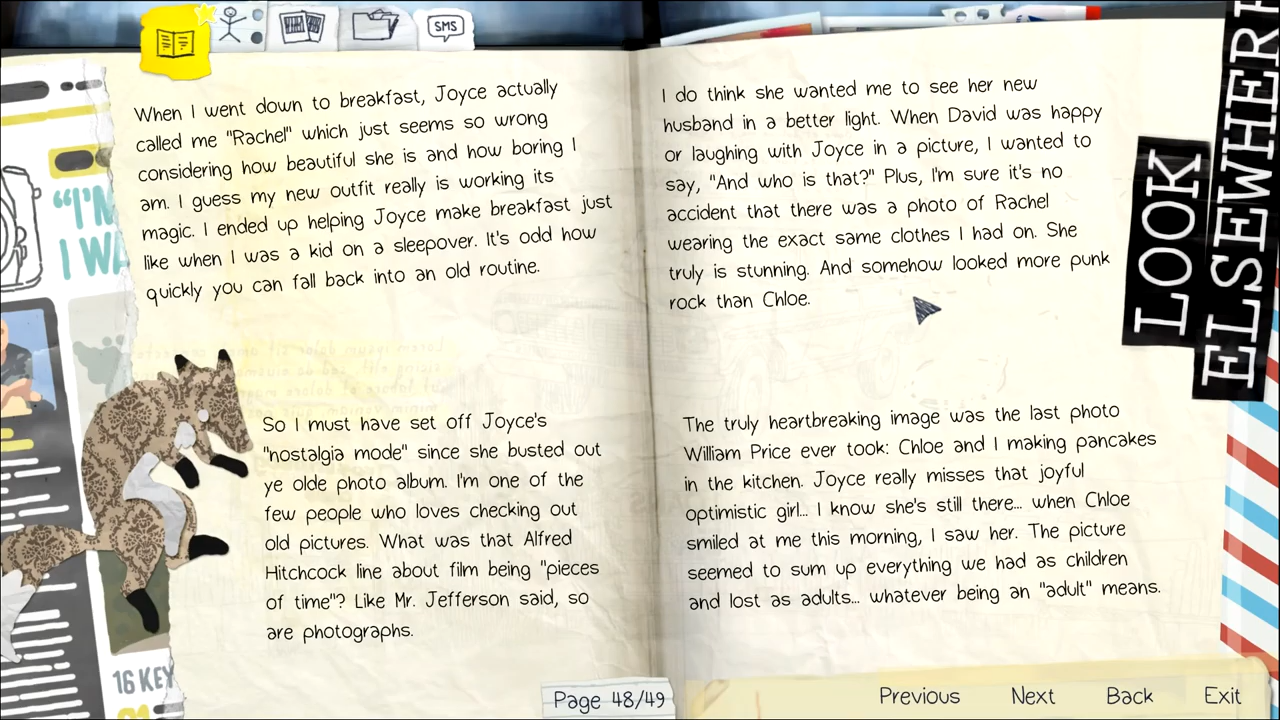 SMS
When I went down to breakfast, Joyce actually
called me "Rachel" which just seems so wrong
considering how beautiful she is and how boring I
am. I guess my new outfit really is working its
magic. I ended up helping Joyce make breakfast just
like when I was a kid on a sleepover. It's odd how
quickly you can fall back into an old routine.
So I must have set off Joyce's
"nostalgia mode" since she busted out
ye olde photo album. I'm one of the
few people who loves checking out
old pictures. What was that Alfred
Hitchcock line about film being "pieces
of time"? Like Mr. Jefferson said, so
are photographs.
I do think she wanted me to see her new
husband in a better light. When David was happy
or laughing with Joyce in a picture, I wanted to
say, "And who is that?" Plus, I'm sure it's no
accident that there was a photo of Rachel
wearing the exact same clothes I had on. She
truly is stunning. And somehow looked more punk
rock than Chloe.
The truly heartbreaking image was the last photo
William Price ever took: Chloe and I making pancakes
in the kitchen. Joyce really misses that joyful
optimistic girl... I know she's still there... when Chloe
smiled at me this morning, I saw her. The picture
seemed to sum up everything we had as children
and lost as adults... whatever being an "adult" means.
"I'M
I WA
16 KEY
LOOK
ELSEWHER
Page 48/49
Previous Next Back Exit